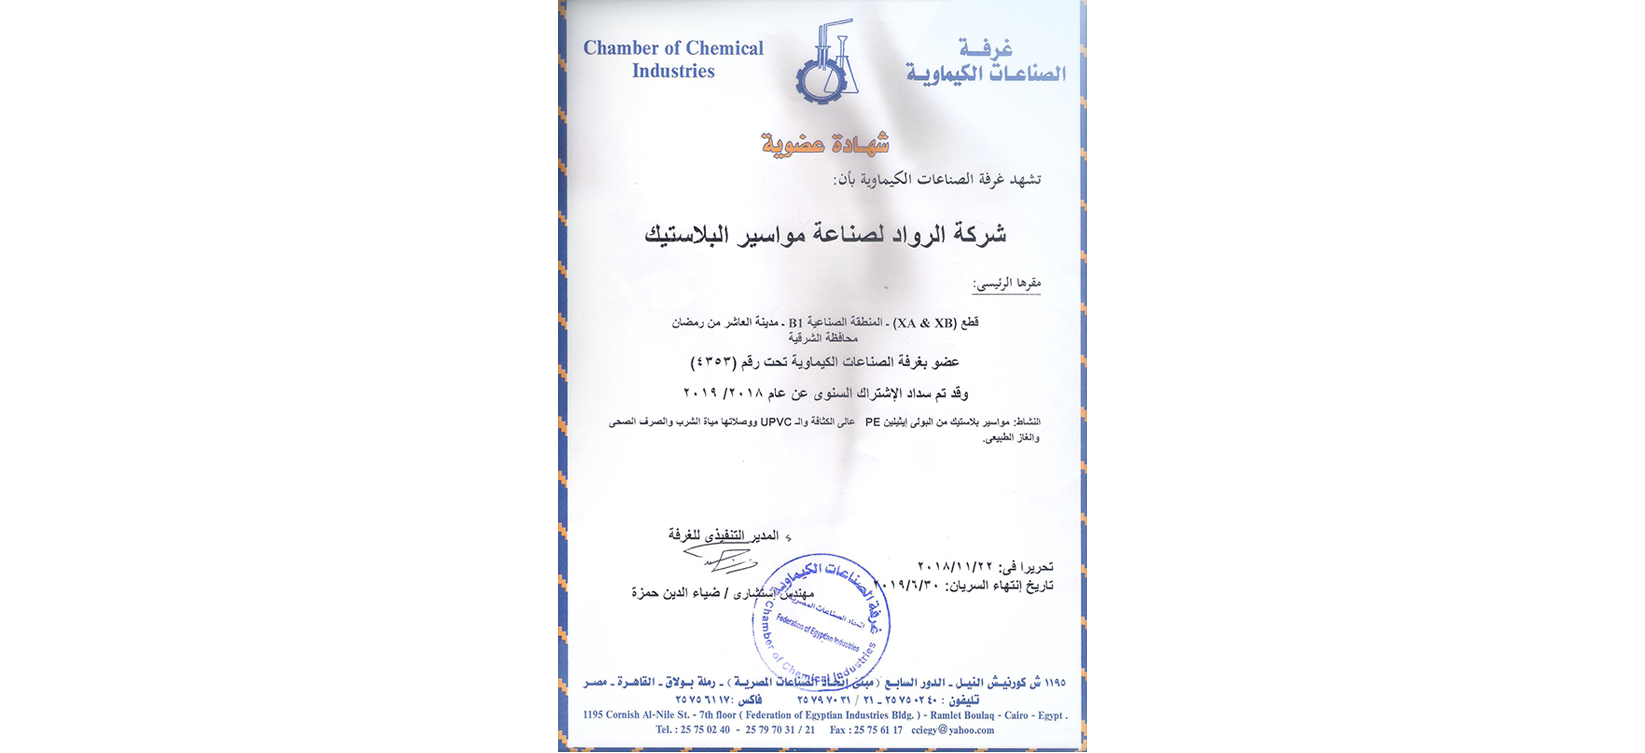 Chamber of Chemical
Industries
غرفة
الصناعات الكيماوية
شهادة عضوية
تشهد غرفة الصناعات الكيماوية بأن:
شركة الرواد لصناعة مواسير البلاستيك
مقرها الرئيسى:
قطع (XA & XB) ـ المنطقة الصناعية B1 ـ مدينة العاشر من رمضان
محافظة الشرقية
عضو بغرفة الصناعات الكيماوية تحت رقم (٤٣٥٣)
وقد تم سداد الإشتراك السنوى عن عام ٢٠١٨/ ٢٠١٩
النشاط: مواسير بلاستيك من البولى إيثيلين PE عالى الكثافة والـ UPVC ووصلاتها مياة الشرب والصرف الصحى
والغاز الطبيعى.
المدير التنفيذى للغرفة
مهندس إستشارى / ضياء الدين حمزة
تحريرا فى: ٢٠١٨/١١/٢٢
تاريخ إنتهاء السريان: ٢٠١٩/٦/٣٠
غرفة الصناعات الكيماوية
اتحاد الصناعات المصرية
Federation of Egyptian Industries
Chamber of Chemical Industries
١١٩٥ ش كورنيش النيل ـ الدور السابع ( مبنى إتحاد الصناعات المصرية ) ـ رملة بولاق ـ القاهرة ـ مصر
تليفون : ٢٥٧٥٠٢٤٠ ـ ٢١ / ٢٥٧٩٧٠٣١ فاكس : ٢٥٧٥٦١١٧
1195 Cornish Al-Nile St. - 7th floor ( Federation of Egyptian Industries Bldg. ) - Ramlet Boulaq - Cairo - Egypt .
Tel. : 25 75 02 40 - 25 79 70 31 / 21 Fax : 25 75 61 17 cciegy@yahoo.com